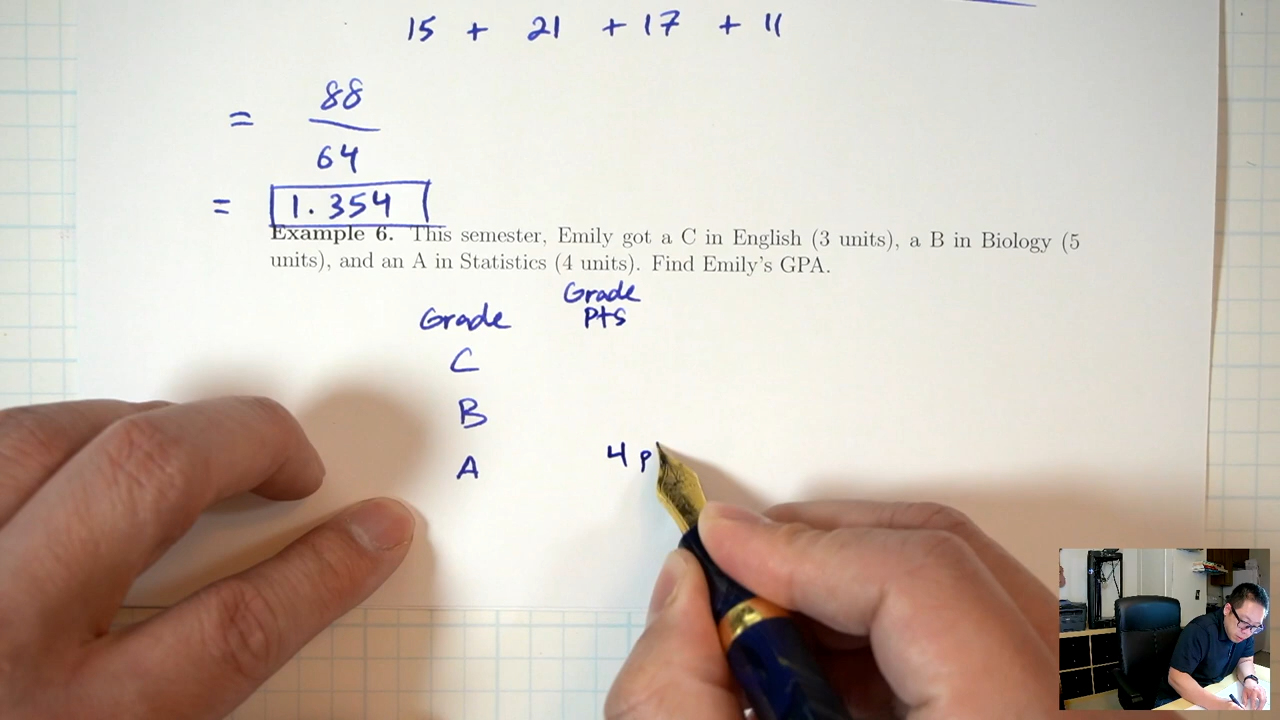 15 + 21 + 17 + 11
= 88
64
= 1.354
Example 6. This semester, Emily got a C in English (3 units), a B in Biology (5
units), and an A in Statistics (4 units). Find Emily's GPA.
Grade Grade Pts
C
B
A 4 p